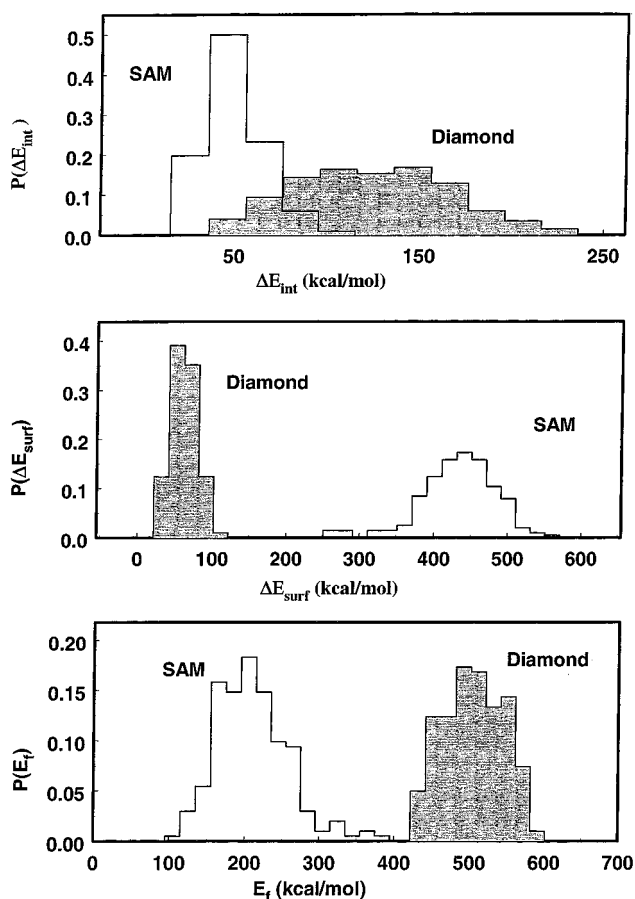 0.5
0.4
0.3
0.2
0.1
0.0
P(ΔE_int)
SAM
Diamond
50 150 250
ΔE_int (kcal/mol)
0.4
0.3
0.2
0.1
0.0
P(ΔE_surf)
Diamond
SAM
0 100 200 300 400 500 600
ΔE_surf (kcal/mol)
0.20
0.15
0.10
0.05
0.00
P(E_f)
SAM
Diamond
0 100 200 300 400 500 600 700
E_f (kcal/mol)